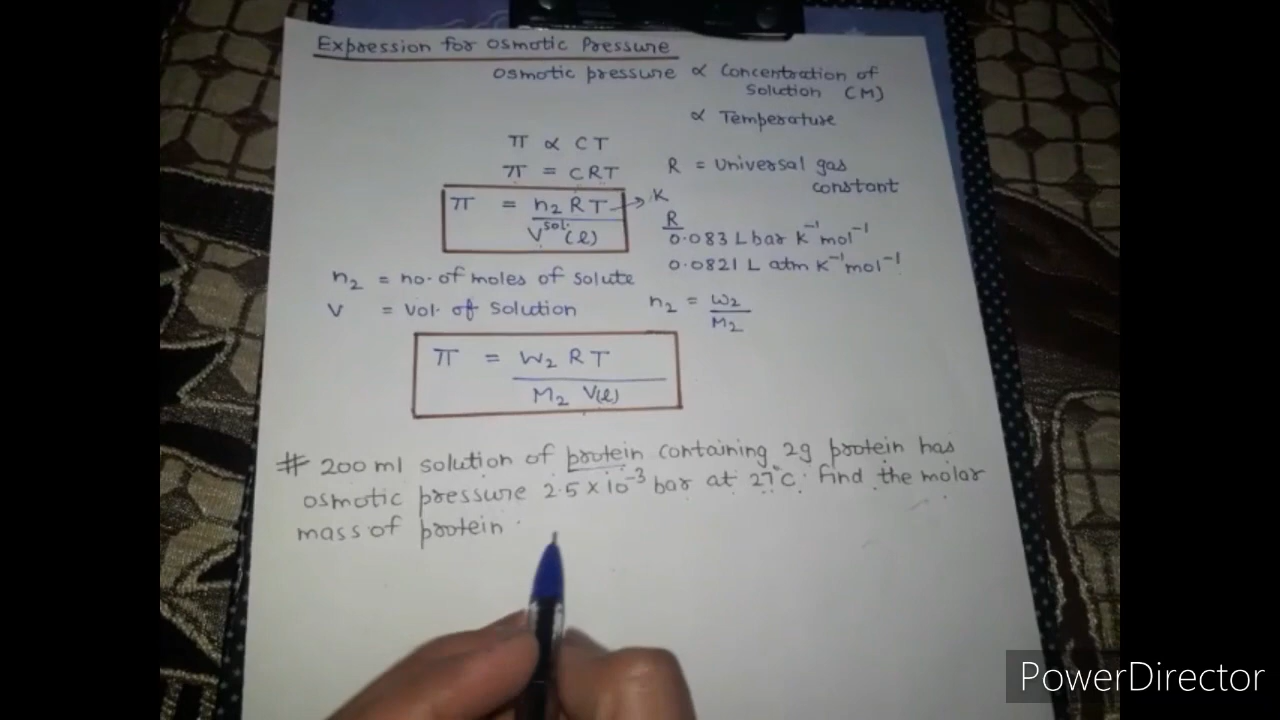 Expression for Osmotic Pressure
Osmotic pressure ∝ Concentration of
Solution (M)
∝ Temperature
π ∝ CT
π = CRT
R = Universal gas
constant
π = n₂ R T → K
V sol. (l)
R
0.083 L bar K⁻¹ mol⁻¹
0.0821 L atm K⁻¹ mol⁻¹
n₂ = no. of moles of solute
V = Vol. of Solution
n₂ = W₂
M₂
π = W₂ R T
M₂ V(l)
# 200 ml solution of protein containing 2g protein has
osmotic pressure 2.5 × 10⁻³ bar at 27°C. Find the molar
mass of protein.
PowerDirector